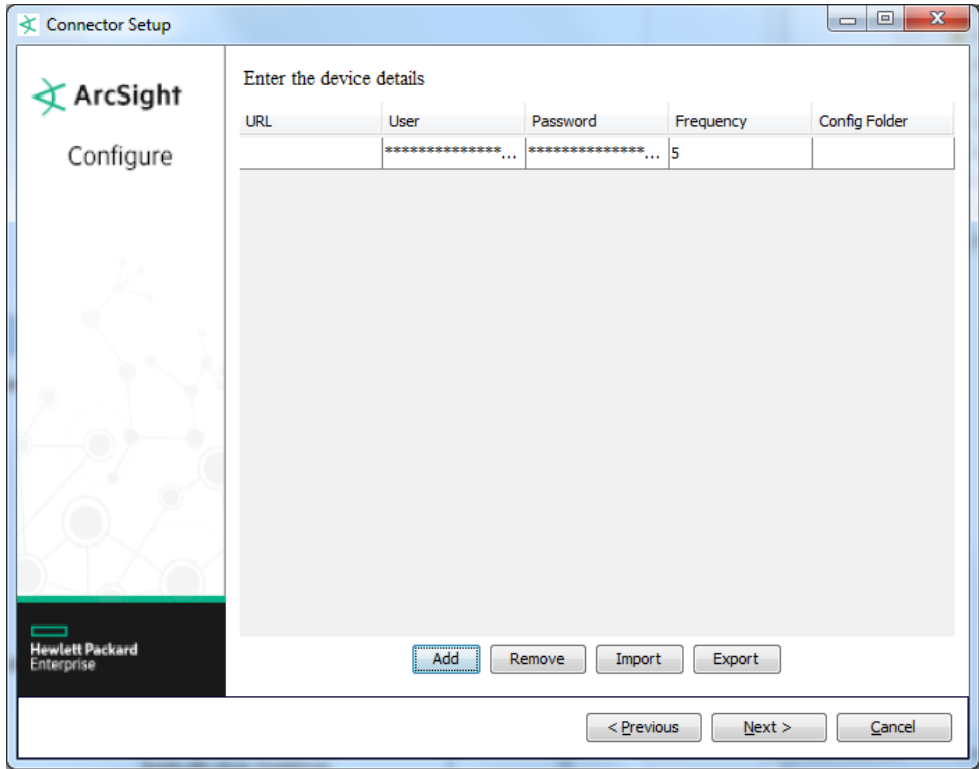 Connector Setup
ArcSight
Configure
Enter the device details
URL User Password Frequency Config Folder
**************... **************... 5
Add Remove Import Export
Hewlett Packard
Enterprise
< Previous Next > Cancel